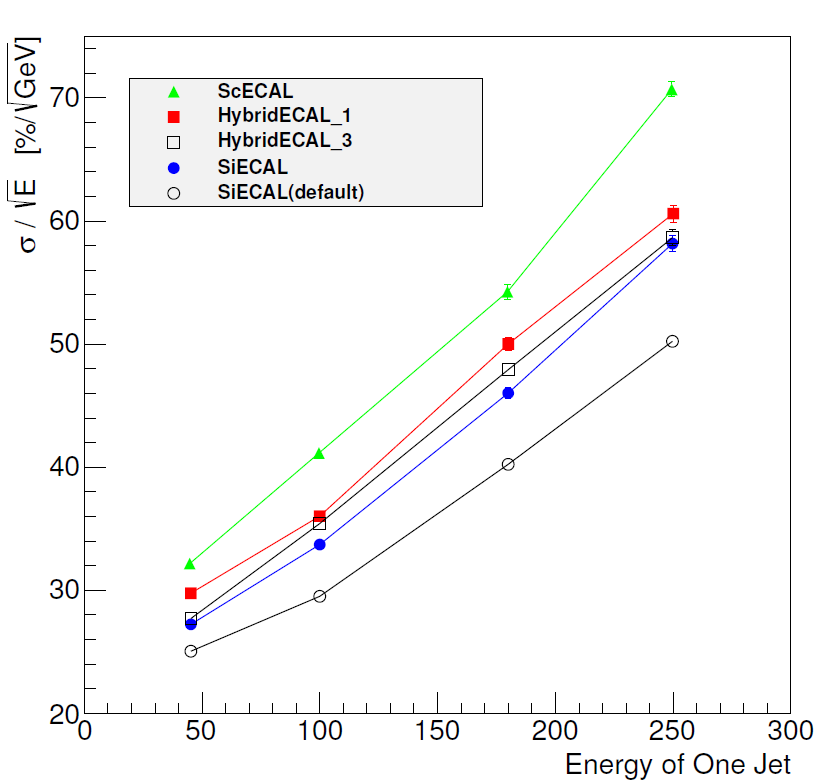 σ / √E [%/√GeV]
ScECAL
HybridECAL_1
HybridECAL_3
SiECAL
SiECAL(default)
70
60
50
40
30
20
0 50 100 150 200 250 300
Energy of One Jet